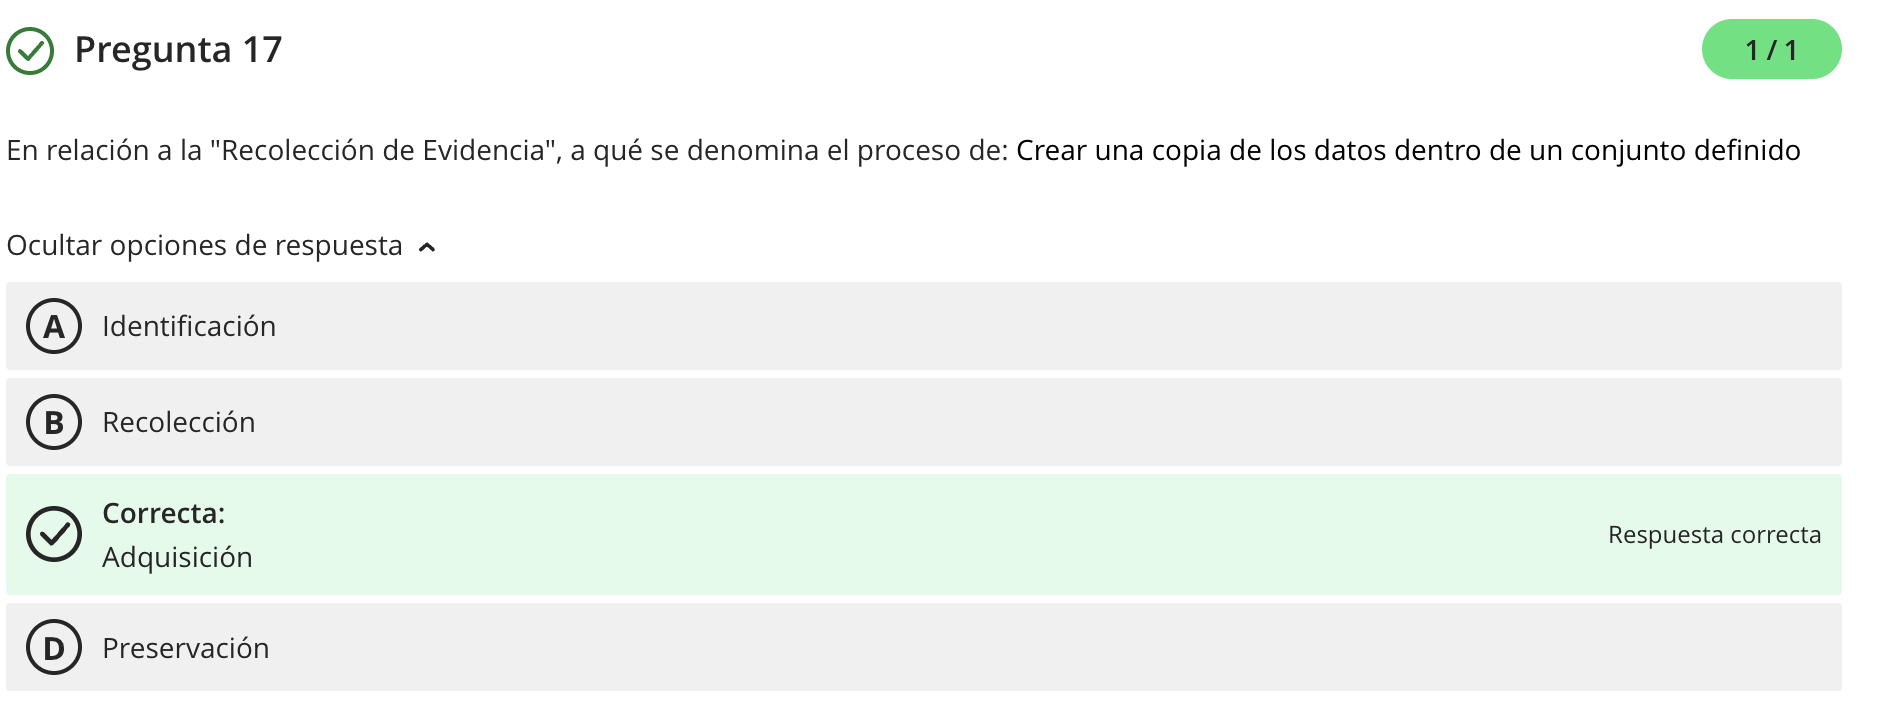 Pregunta 17
1 / 1
En relación a la "Recolección de Evidencia", a qué se denomina el proceso de: Crear una copia de los datos dentro de un conjunto definido
Ocultar opciones de respuesta
A Identificación
B Recolección
Correcta:
Adquisición
Respuesta correcta
D Preservación